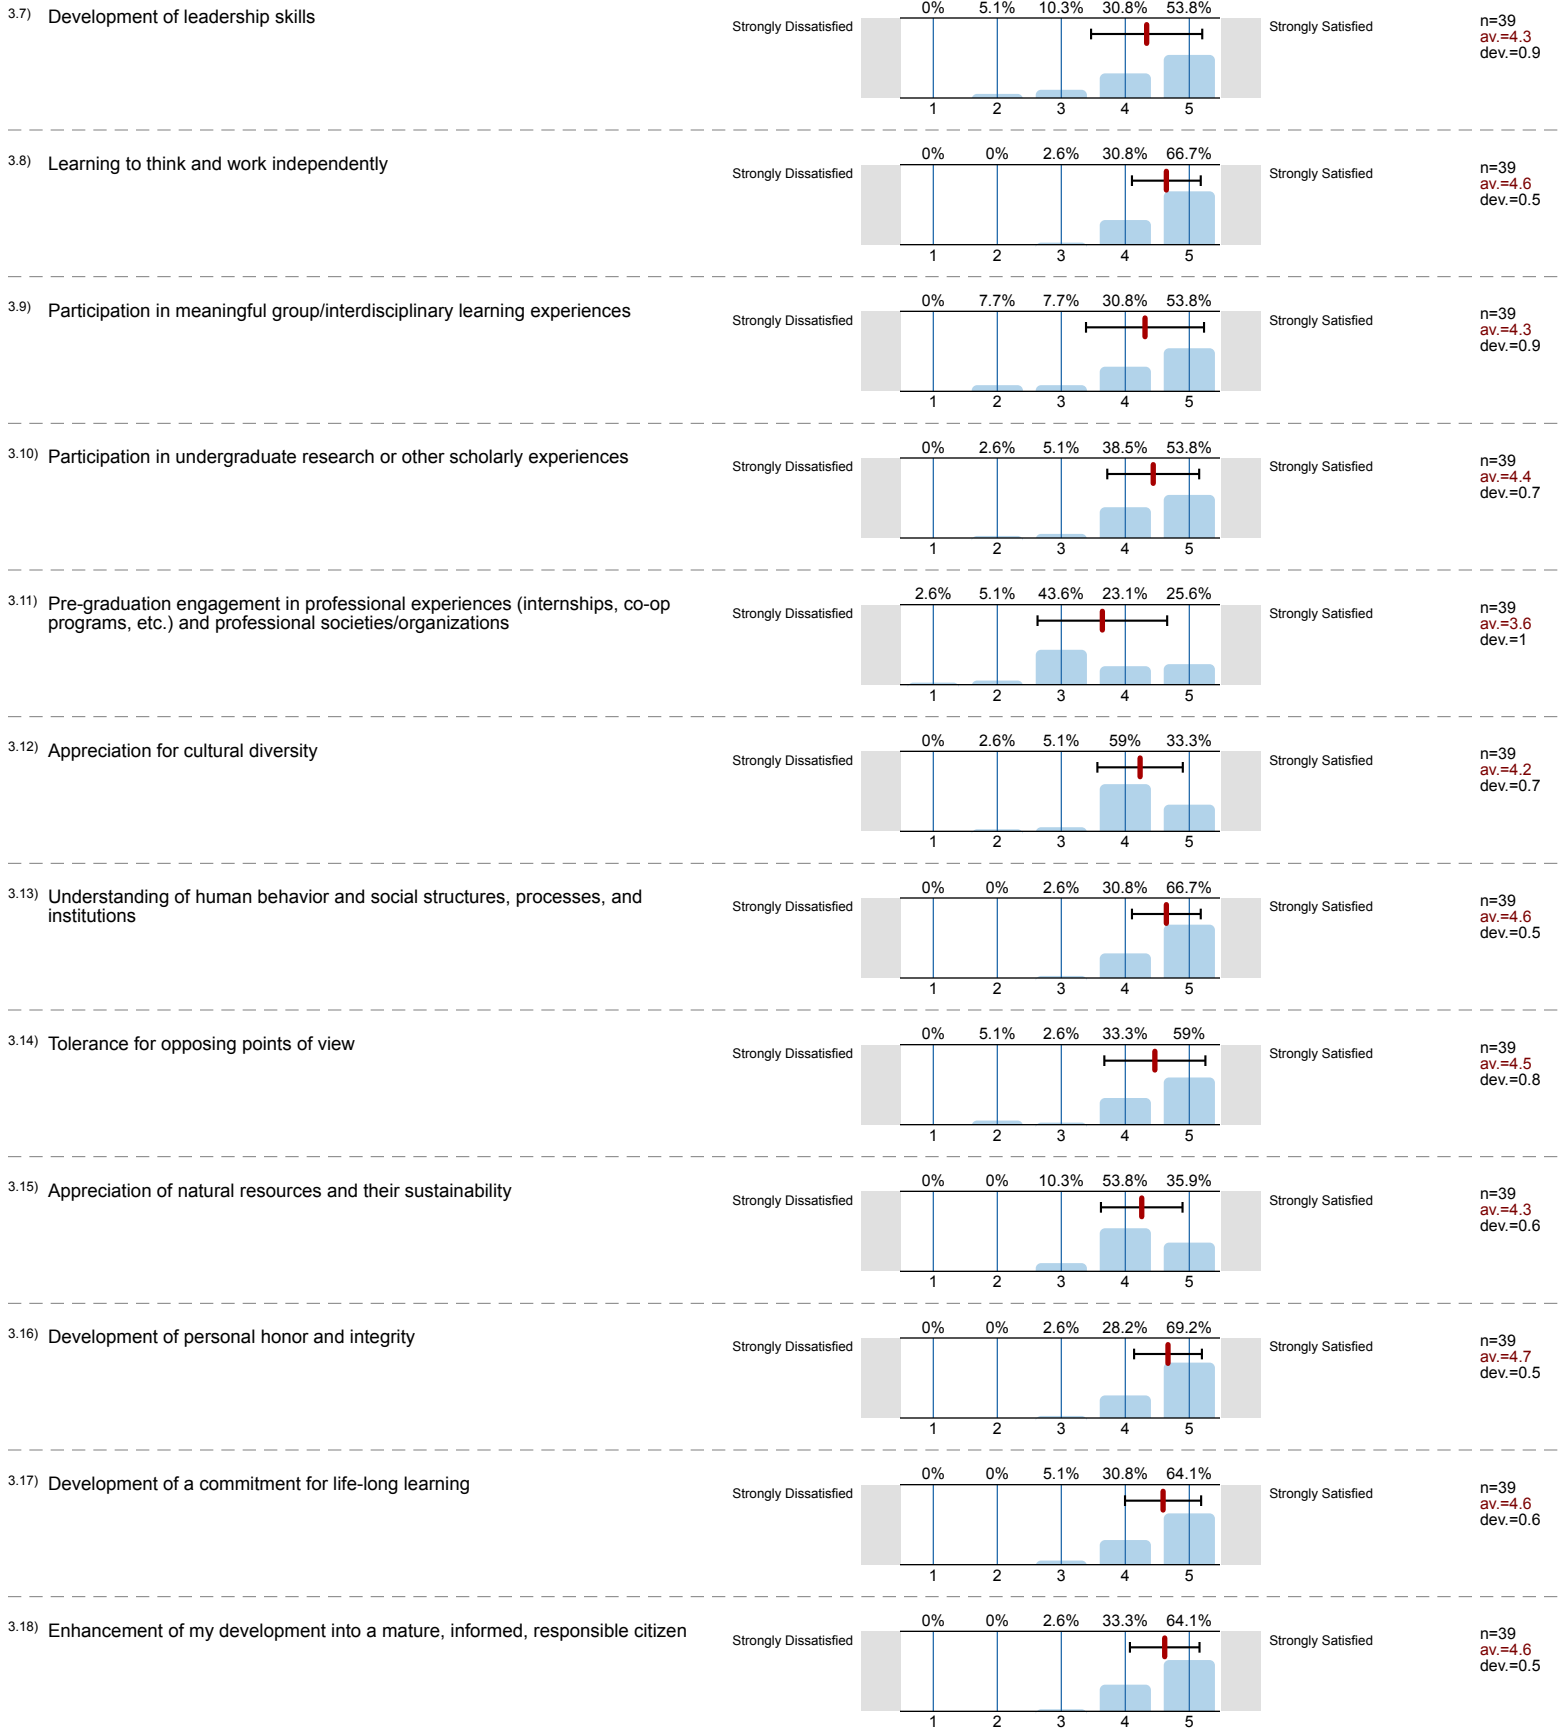 3.7) Development of leadership skills
0% 5.1% 10.3% 30.8% 53.8%
Strongly Dissatisfied Strongly Satisfied
n=39
av.=4.3
dev.=0.9
1 2 3 4 5
3.8) Learning to think and work independently
0% 0% 2.6% 30.8% 66.7%
Strongly Dissatisfied Strongly Satisfied
n=39
av.=4.6
dev.=0.5
1 2 3 4 5
3.9) Participation in meaningful group/interdisciplinary learning experiences
0% 7.7% 7.7% 30.8% 53.8%
Strongly Dissatisfied Strongly Satisfied
n=39
av.=4.3
dev.=0.9
1 2 3 4 5
3.10) Participation in undergraduate research or other scholarly experiences
0% 2.6% 5.1% 38.5% 53.8%
Strongly Dissatisfied Strongly Satisfied
n=39
av.=4.4
dev.=0.7
1 2 3 4 5
3.11) Pre-graduation engagement in professional experiences (internships, co-op
programs, etc.) and professional societies/organizations
2.6% 5.1% 43.6% 23.1% 25.6%
Strongly Dissatisfied Strongly Satisfied
n=39
av.=3.6
dev.=1
1 2 3 4 5
3.12) Appreciation for cultural diversity
0% 2.6% 5.1% 59% 33.3%
Strongly Dissatisfied Strongly Satisfied
n=39
av.=4.2
dev.=0.7
1 2 3 4 5
3.13) Understanding of human behavior and social structures, processes, and
institutions
0% 0% 2.6% 30.8% 66.7%
Strongly Dissatisfied Strongly Satisfied
n=39
av.=4.6
dev.=0.5
1 2 3 4 5
3.14) Tolerance for opposing points of view
0% 5.1% 2.6% 33.3% 59%
Strongly Dissatisfied Strongly Satisfied
n=39
av.=4.5
dev.=0.8
1 2 3 4 5
3.15) Appreciation of natural resources and their sustainability
0% 0% 10.3% 53.8% 35.9%
Strongly Dissatisfied Strongly Satisfied
n=39
av.=4.3
dev.=0.6
1 2 3 4 5
3.16) Development of personal honor and integrity
0% 0% 2.6% 28.2% 69.2%
Strongly Dissatisfied Strongly Satisfied
n=39
av.=4.7
dev.=0.5
1 2 3 4 5
3.17) Development of a commitment for life-long learning
0% 0% 5.1% 30.8% 64.1%
Strongly Dissatisfied Strongly Satisfied
n=39
av.=4.6
dev.=0.6
1 2 3 4 5
3.18) Enhancement of my development into a mature, informed, responsible citizen
0% 0% 2.6% 33.3% 64.1%
Strongly Dissatisfied Strongly Satisfied
n=39
av.=4.6
dev.=0.5
1 2 3 4 5